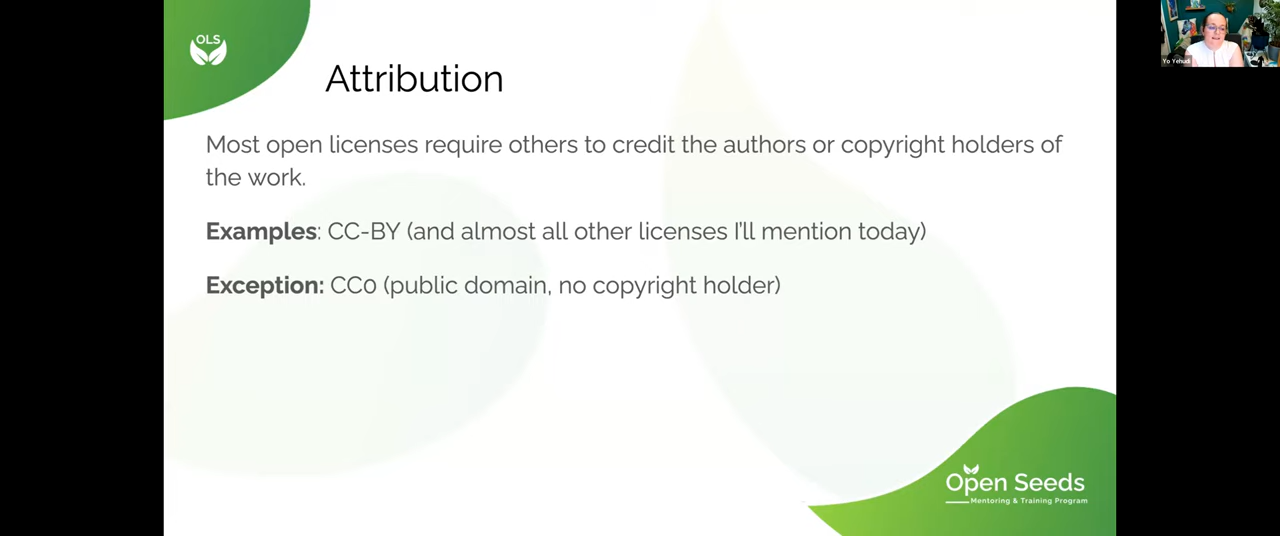 OLS
Attribution
Most open licenses require others to credit the authors or copyright holders of
the work.
Examples: CC-BY (and almost all other licenses I'll mention today)
Exception: CC0 (public domain, no copyright holder)
Open Seeds
Mentoring & Training Program
Yo Yehudi